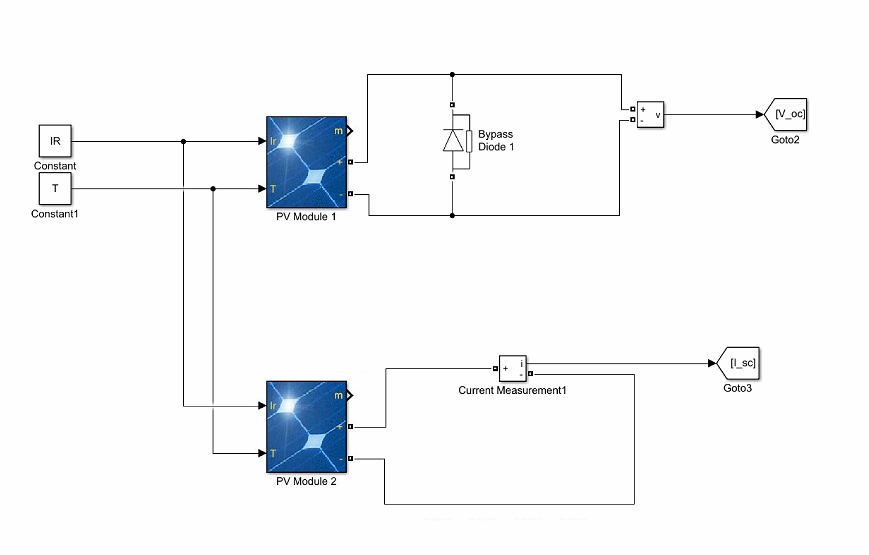 IR
Constant
T
Constant1
Ir
T
m
+
-
PV Module 1
Bypass
Diode 1
+
-
v
[V_oc]
Goto2
Ir
T
m
+
-
PV Module 2
+
i
-
Current Measurement1
[I_sc]
Goto3